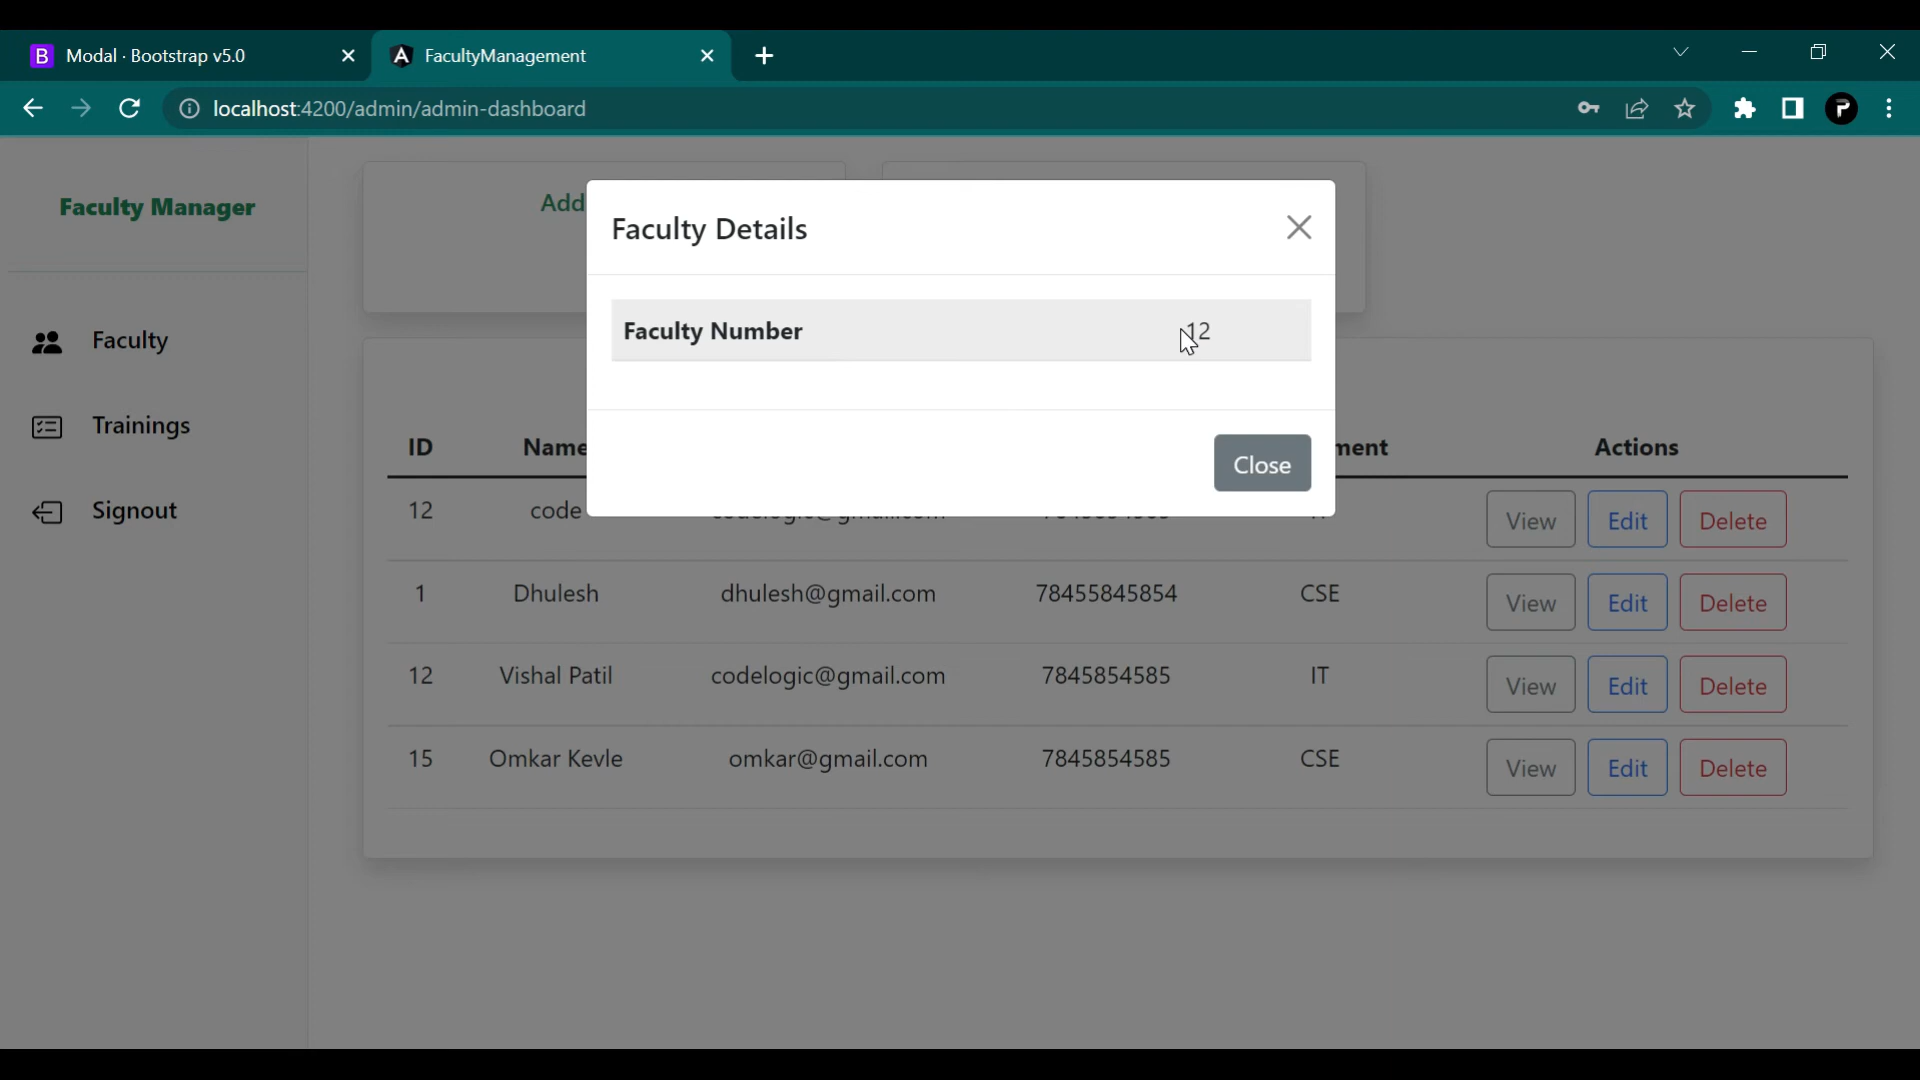 Modal · Bootstrap v5.0
FacultyManagement
localhost:4200/admin/admin-dashboard
Faculty Manager
Faculty
Trainings
Signout
Add
Faculty Details
Faculty Number 12
Close
ID Name ment Actions
12 code View Edit Delete
1 Dhulesh dhulesh@gmail.com 78455845854 CSE View Edit Delete
12 Vishal Patil codelogic@gmail.com 7845854585 IT View Edit Delete
15 Omkar Kevle omkar@gmail.com 7845854585 CSE View Edit Delete